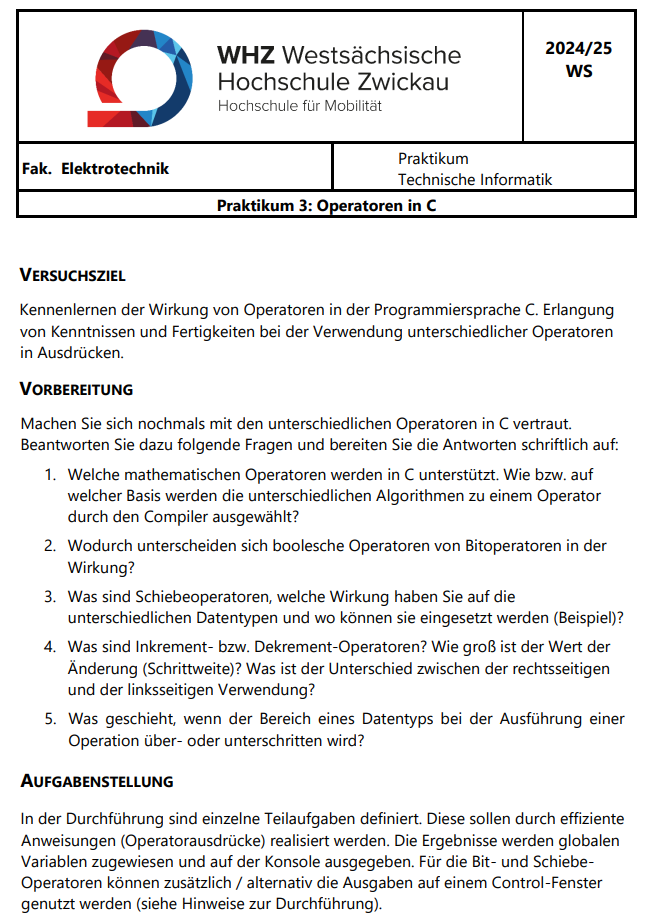 WHZ Westsächsische
Hochschule Zwickau
Hochschule für Mobilität
2024/25
WS
Fak. Elektrotechnik
Praktikum
Technische Informatik
Praktikum 3: Operatoren in C
VERSUCHSZIEL
Kennenlernen der Wirkung von Operatoren in der Programmiersprache C. Erlangung
von Kenntnissen und Fertigkeiten bei der Verwendung unterschiedlicher Operatoren
in Ausdrücken.
VORBEREITUNG
Machen Sie sich nochmals mit den unterschiedlichen Operatoren in C vertraut.
Beantworten Sie dazu folgende Fragen und bereiten Sie die Antworten schriftlich auf:
1. Welche mathematischen Operatoren werden in C unterstützt. Wie bzw. auf
welcher Basis werden die unterschiedlichen Algorithmen zu einem Operator
durch den Compiler ausgewählt?
2. Wodurch unterscheiden sich boolesche Operatoren von Bitoperatoren in der
Wirkung?
3. Was sind Schiebeoperatoren, welche Wirkung haben Sie auf die
unterschiedlichen Datentypen und wo können sie eingesetzt werden (Beispiel)?
4. Was sind Inkrement- bzw. Dekrement-Operatoren? Wie groß ist der Wert der
Änderung (Schrittweite)? Was ist der Unterschied zwischen der rechtsseitigen
und der linksseitigen Verwendung?
5. Was geschieht, wenn der Bereich eines Datentyps bei der Ausführung einer
Operation über- oder unterschritten wird?
AUFGABENSTELLUNG
In der Durchführung sind einzelne Teilaufgaben definiert. Diese sollen durch effiziente
Anweisungen (Operatorausdrücke) realisiert werden. Die Ergebnisse werden globalen
Variablen zugewiesen und auf der Konsole ausgegeben. Für die Bit- und Schiebe-
Operatoren können zusätzlich / alternativ die Ausgaben auf einem Control-Fenster
genutzt werden (siehe Hinweise zur Durchführung).